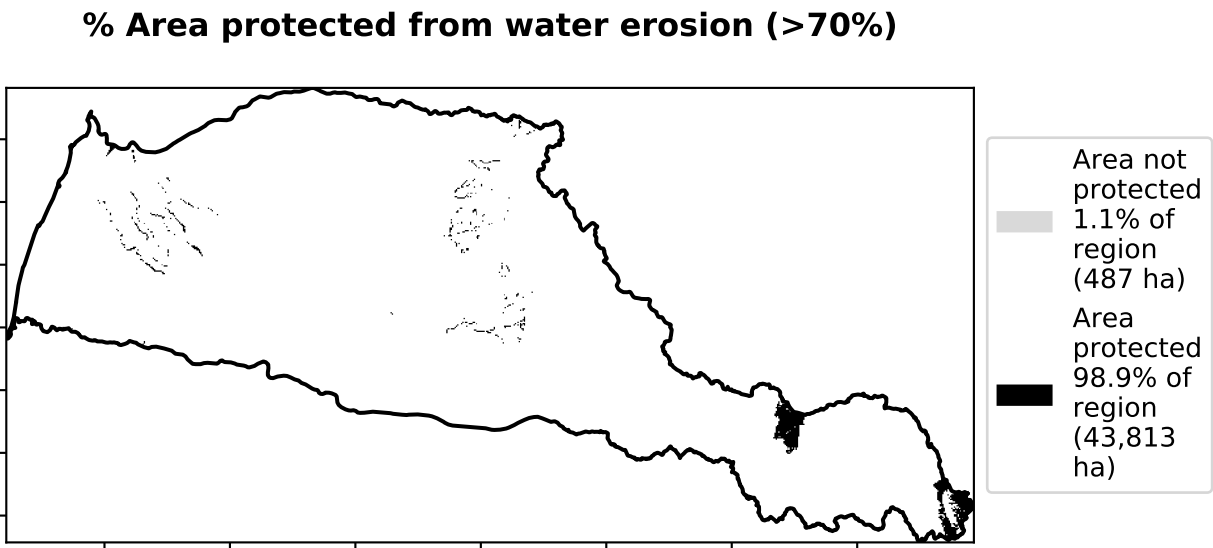 % Area protected from water erosion (>70%)
Area not
protected
1.1% of
region
(487 ha)
Area
protected
98.9% of
region
(43,813
ha)